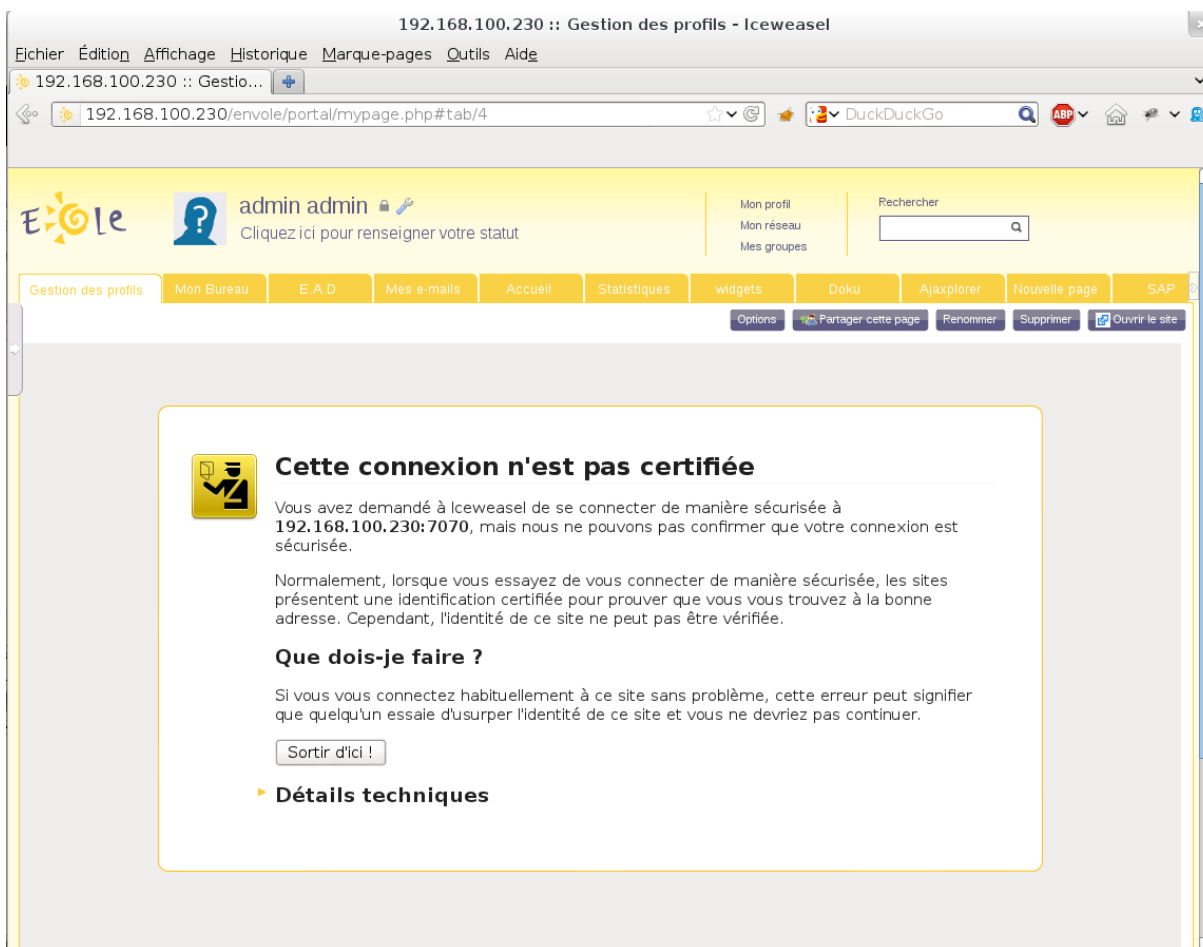 192.168.100.230 :: Gestion des profils - Iceweasel
Fichier Édition Affichage Historique Marque-pages Outils Aide
192.168.100.230 :: Gestio...
192.168.100.230/envole/portal/mypage.php#tab/4
DuckDuckGo
ABP
Eole
admin admin
Cliquez ici pour renseigner votre statut
Mon profil
Mon réseau
Mes groupes
Rechercher
Gestion des profils Mon Bureau E.A.D Mes e-mails Accueil Statistiques widgets Doku Ajaxplorer Nouvelle page SAP
Options Partager cette page Renommer Supprimer Ouvrir le site
Cette connexion n'est pas certifiée
Vous avez demandé à Iceweasel de se connecter de manière sécurisée à
192.168.100.230:7070, mais nous ne pouvons pas confirmer que votre connexion est
sécurisée.
Normalement, lorsque vous essayez de vous connecter de manière sécurisée, les sites
présentent une identification certifiée pour prouver que vous vous trouvez à la bonne
adresse. Cependant, l'identité de ce site ne peut pas être vérifiée.
Que dois-je faire ?
Si vous vous connectez habituellement à ce site sans problème, cette erreur peut signifier
que quelqu'un essaie d'usurper l'identité de ce site et vous ne devriez pas continuer.
Sortir d'ici !
Détails techniques